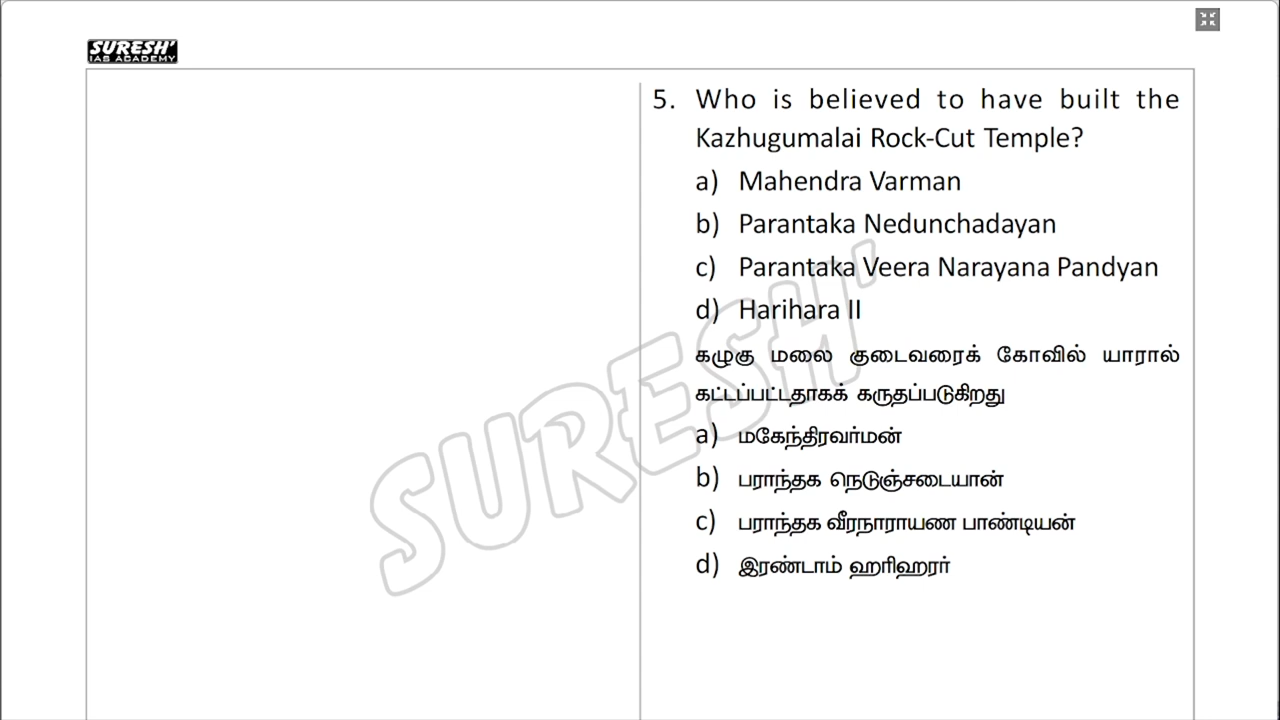 SURESH'
IAS ACADEMY
5. Who is believed to have built the
Kazhugumalai Rock-Cut Temple?
a) Mahendra Varman
b) Parantaka Nedunchadayan
c) Parantaka Veera Narayana Pandyan
d) Harihara II
கழுகு மலை குடைவரைக் கோவில் யாரால்
கட்டப்பட்டதாகக் கருதப்படுகிறது
a) மகேந்திரவர்மன்
b) பராந்தக நெடுஞ்சடையான்
c) பராந்தக வீரநாராயண பாண்டியன்
d) இரண்டாம் ஹரிஹரர்
SURESH'